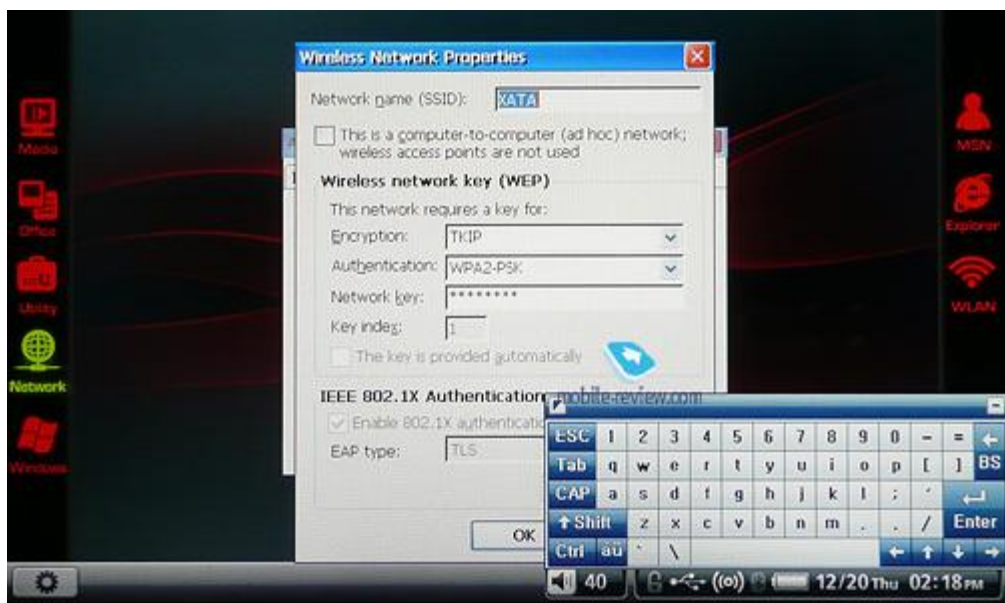 Wireless Network Properties
Network name (SSID): XATA
This is a computer-to-computer (ad hoc) network;
wireless access points are not used
Wireless network key (WEP)
This network requires a key for:
Encryption: TKIP
Authentication: WPA2-PSK
Network key: ********
Key index: 1
The key is provided automatically
IEEE 802.1X Authentication
mobile-review.com
Enable 802.1X authenticatio
EAP type: TLS
OK
Media
Office
Utility
Network
Windows
MSN
Explorer
WLAN
ESC 1 2 3 4 5 6 7 8 9 0 - =
Tab q w e r t y u i o p [ ] BS
CAP a s d f g h j k l ; '
Shift z x c v b n m , . / Enter
Ctrl äü ` \
40 12/20 Thu 02:18 PM